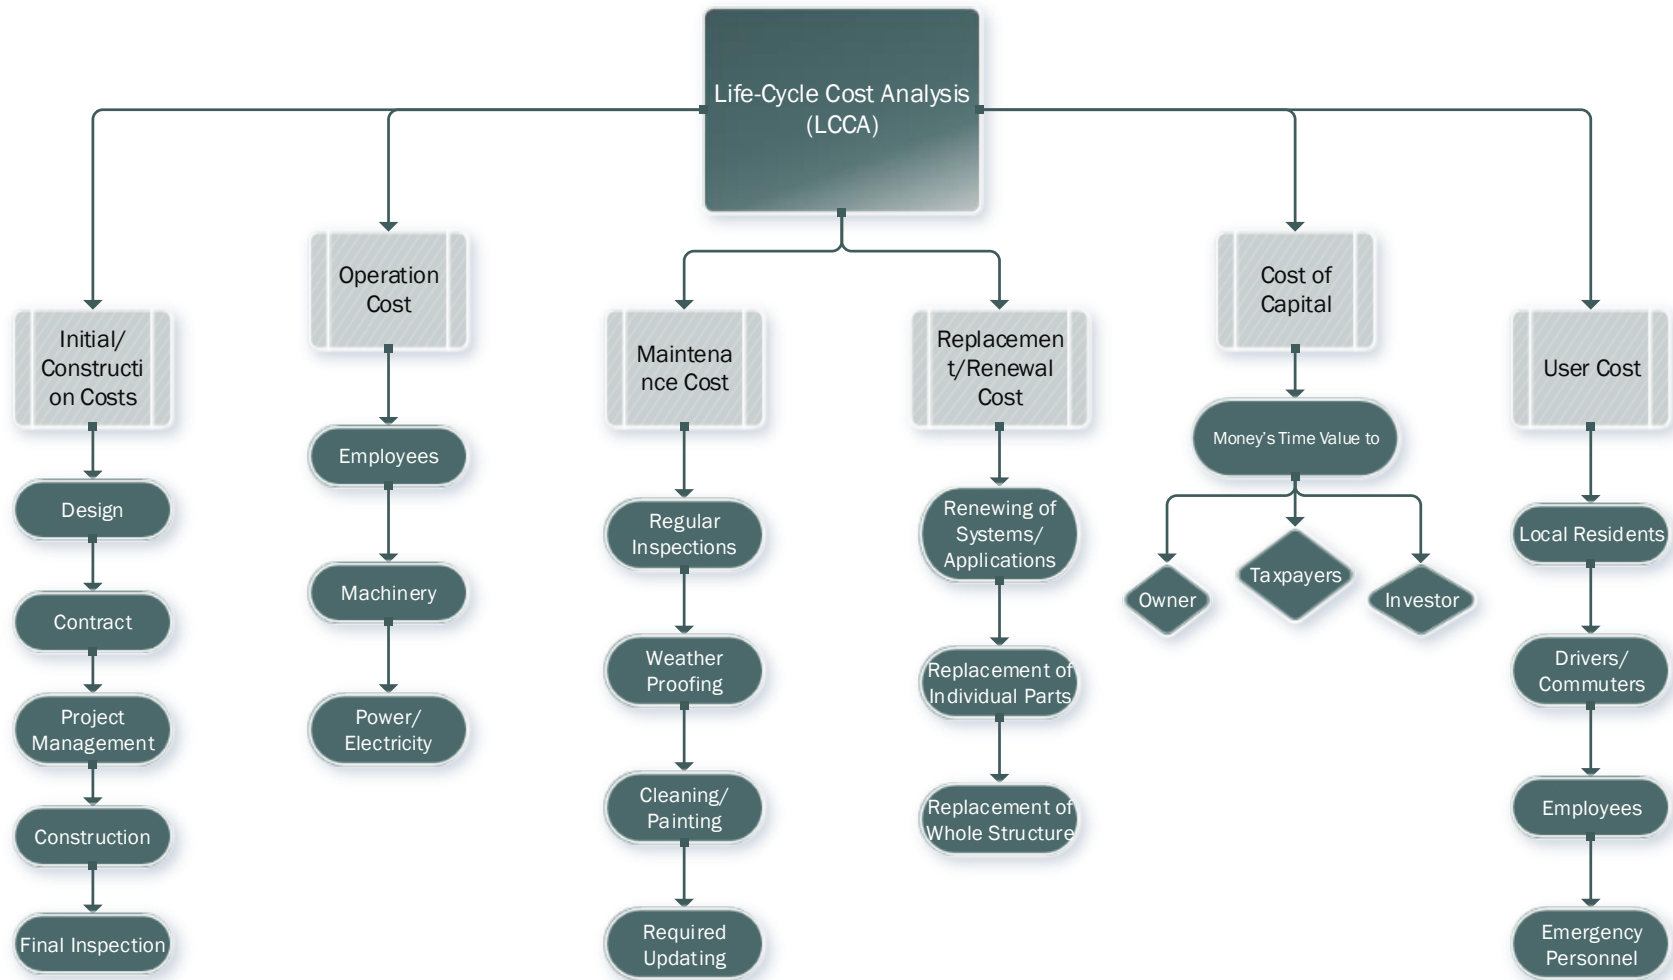 Life-Cycle Cost Analysis
(LCCA)
Initial/
Constructi
on Costs
Design
Contract
Project
Management
Construction
Final Inspection
Operation
Cost
Employees
Machinery
Power/
Electricity
Maintena
nce Cost
Regular
Inspections
Weather
Proofing
Cleaning/
Painting
Required
Updating
Replacemen
t/Renewal
Cost
Renewing of
Systems/
Applications
Replacement of
Individual Parts
Replacement of
Whole Structure
Cost of
Capital
Money's Time Value to
Owner
Taxpayers
Investor
User Cost
Local Residents
Drivers/
Commuters
Employees
Emergency
Personnel